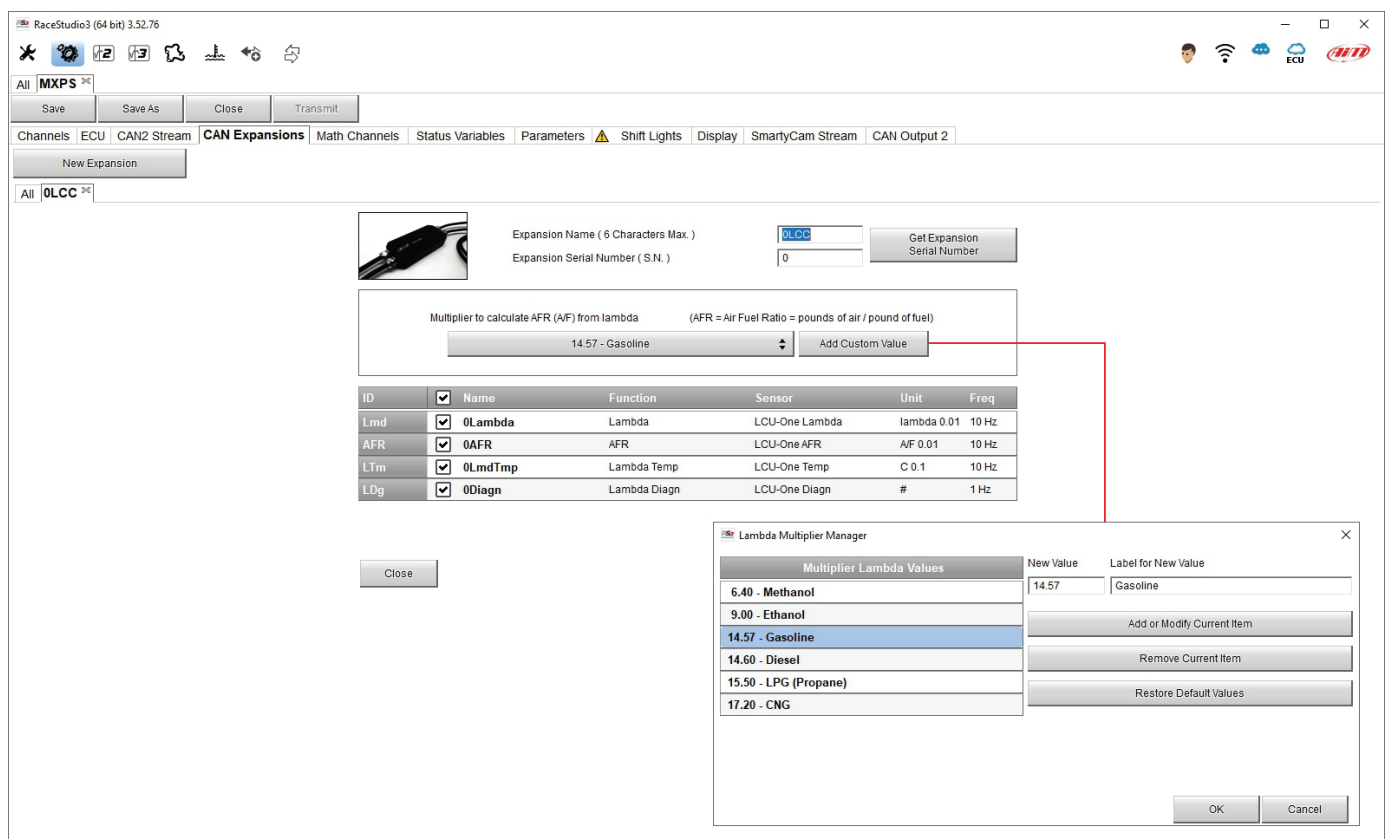 RaceStudio3 (64 bit) 3.52.76
ECU
AiM
All MXPS
Save Save As Close Transmit
Channels ECU CAN2 Stream CAN Expansions Math Channels Status Variables Parameters Shift Lights Display SmartyCam Stream CAN Output 2
New Expansion
All 0LCC
Expansion Name ( 6 Characters Max. ) 0LCC
Expansion Serial Number ( S.N. ) 0
Get Expansion
Serial Number
Multiplier to calculate AFR (A/F) from lambda (AFR = Air Fuel Ratio = pounds of air / pound of fuel)
14.57 - Gasoline Add Custom Value
ID Name Function Sensor Unit Freq
Lmd 0Lambda Lambda LCU-One Lambda lambda 0.01 10 Hz
AFR 0AFR AFR LCU-One AFR A/F 0.01 10 Hz
LTm 0LmdTmp Lambda Temp LCU-One Temp C 0.1 10 Hz
LDg 0Diagn Lambda Diagn LCU-One Diagn # 1 Hz
Close
Lambda Multiplier Manager
Multiplier Lambda Values
6.40 - Methanol
9.00 - Ethanol
14.57 - Gasoline
14.60 - Diesel
15.50 - LPG (Propane)
17.20 - CNG
New Value Label for New Value
14.57 Gasoline
Add or Modify Current Item
Remove Current Item
Restore Default Values
OK Cancel